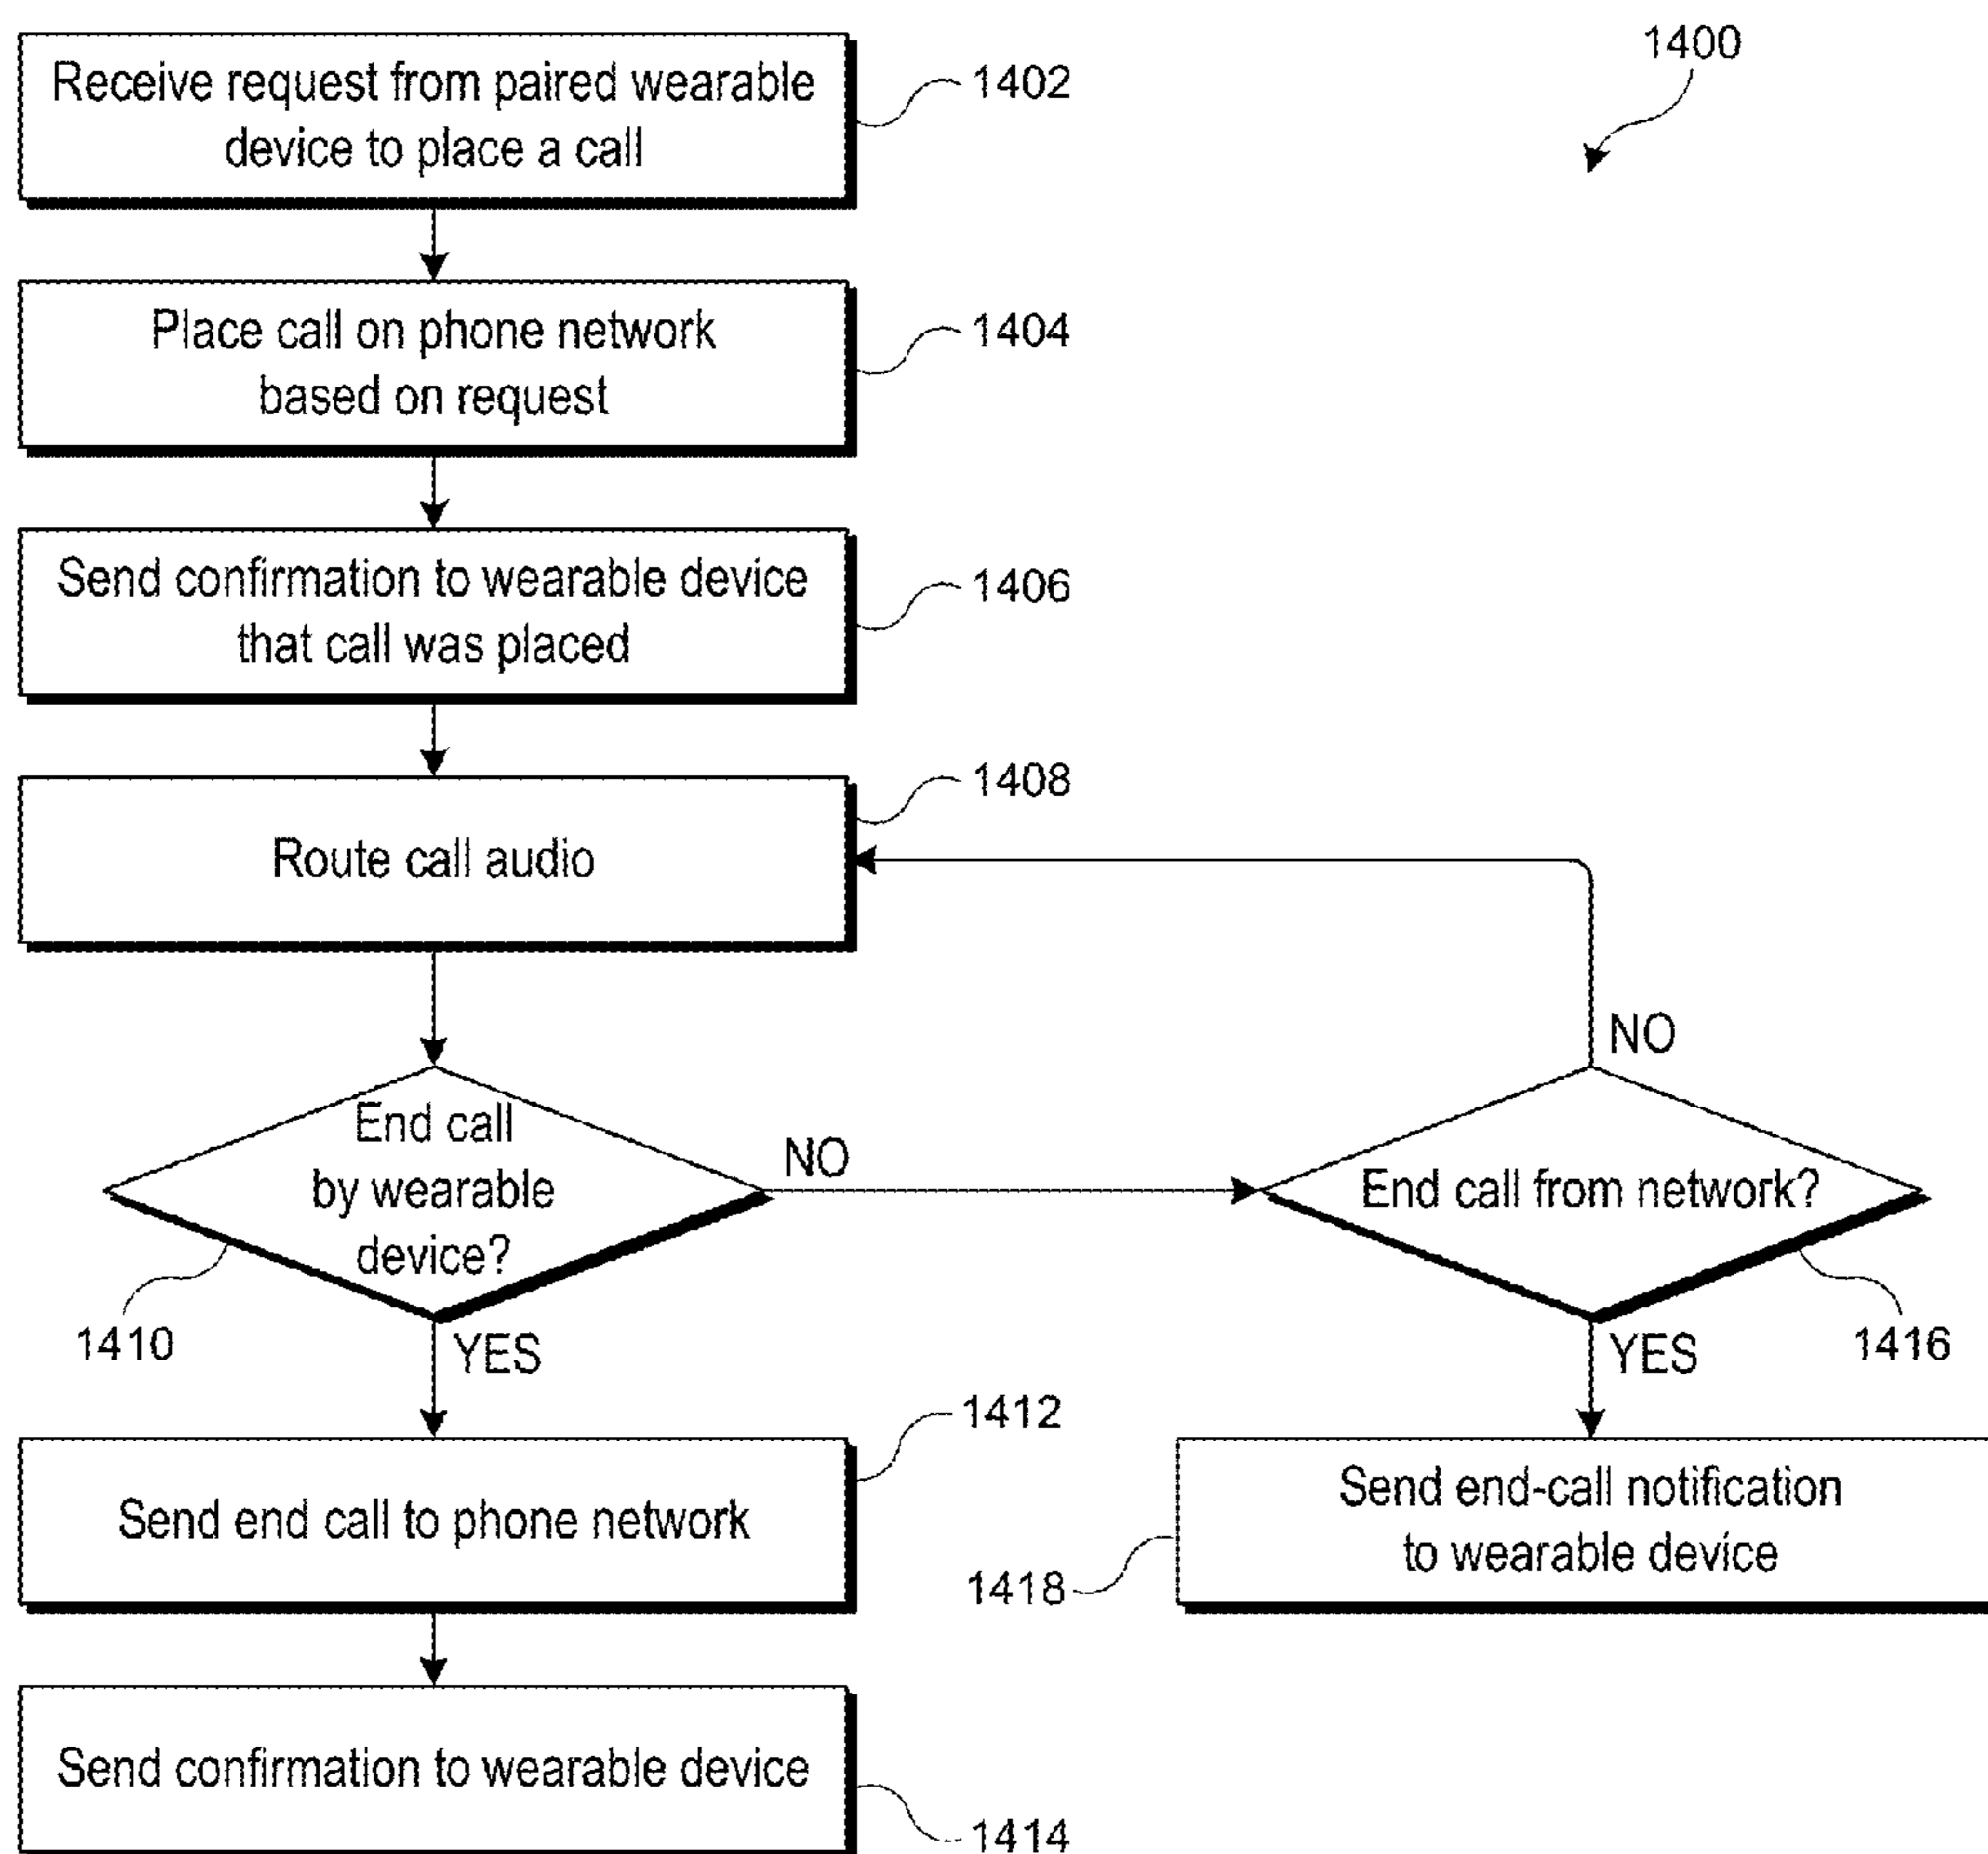 1400
Receive request from paired wearable
device to place a call
1402
Place call on phone network
based on request
1404
Send confirmation to wearable device
that call was placed
1406
Route call audio
1408
End call
by wearable
device?
1410
NO
YES
End call from network?
1416
NO
YES
Send end call to phone network
1412
Send end-call notification
to wearable device
1418
Send confirmation to wearable device
1414